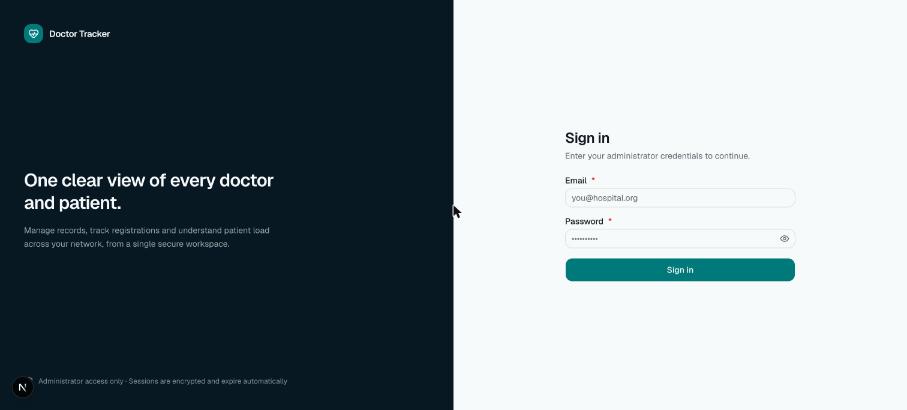 Doctor Tracker
One clear view of every doctor
and patient.
Manage records, track registrations and understand patient load
across your network, from a single secure workspace.
N
Administrator access only · Sessions are encrypted and expire automatically
Sign in
Enter your administrator credentials to continue.
Email *
you@hospital.org
Password *
••••••••••
Sign in